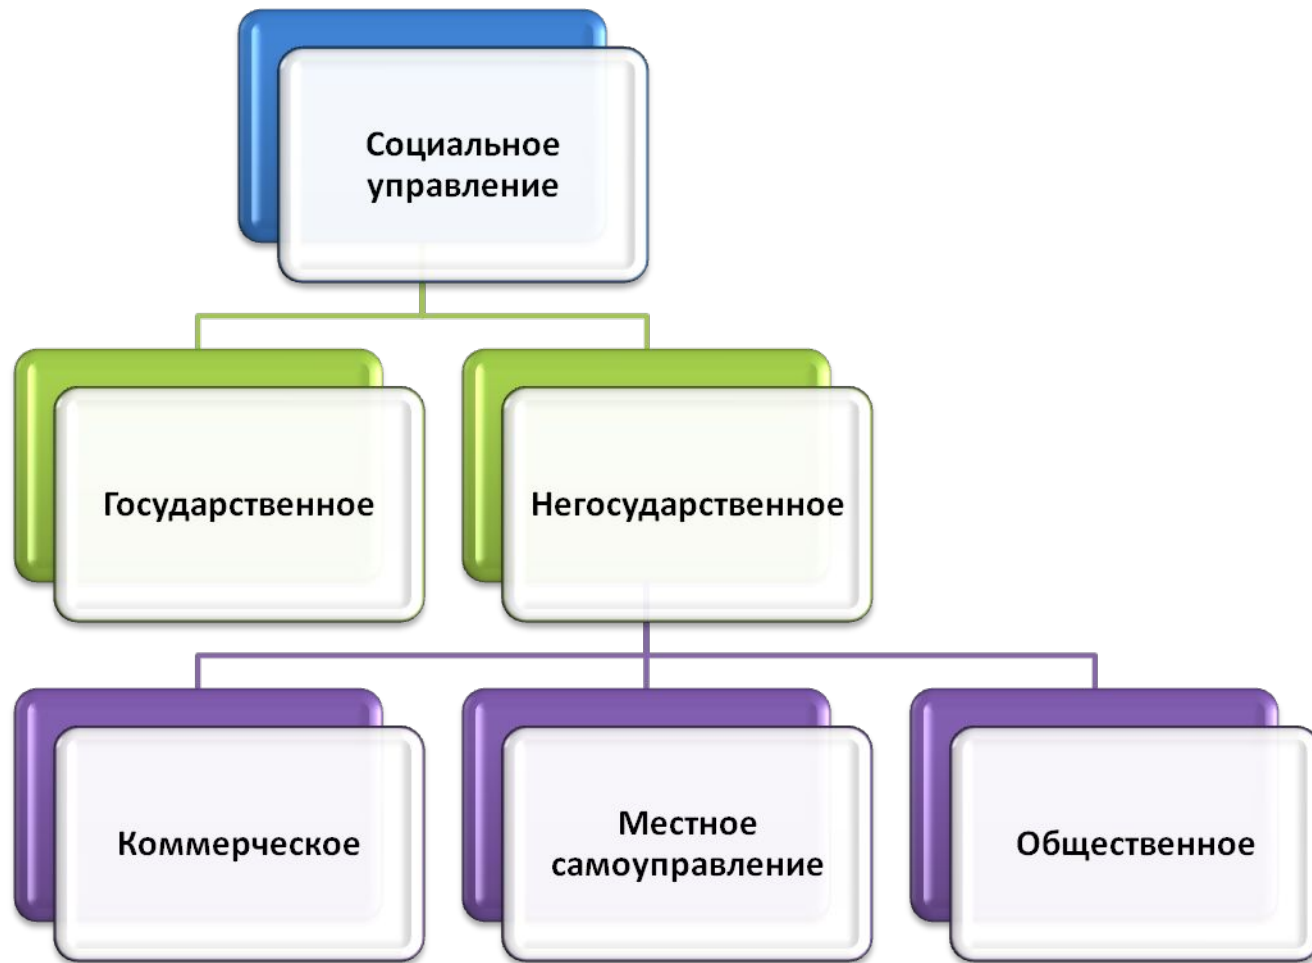 Социальное
управление
Государственное
Негосударственное
Коммерческое
Местное
самоуправление
Общественное